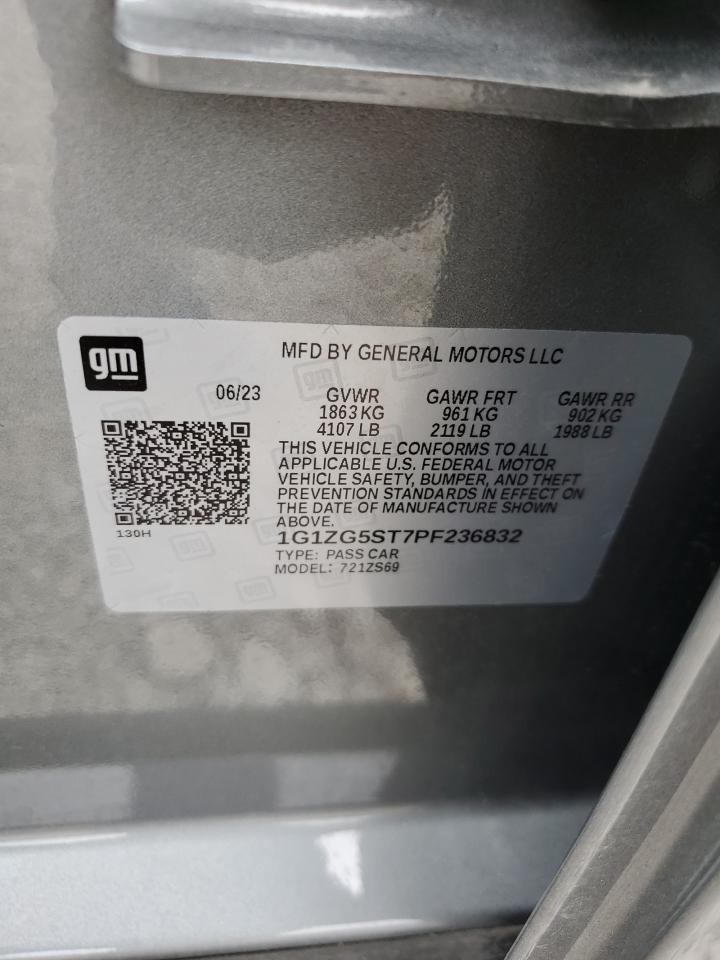 gm
MFD BY GENERAL MOTORS LLC
06/23 GVWR GAWR FRT GAWR RR
1863 KG 961 KG 902 KG
4107 LB 2119 LB 1988 LB
THIS VEHICLE CONFORMS TO ALL
APPLICABLE U.S. FEDERAL MOTOR
VEHICLE SAFETY, BUMPER, AND THEFT
PREVENTION STANDARDS IN EFFECT ON
THE DATE OF MANUFACTURE SHOWN
ABOVE.
130H
1G1ZG5ST7PF236832
TYPE: PASS CAR
MODEL: 721ZS69